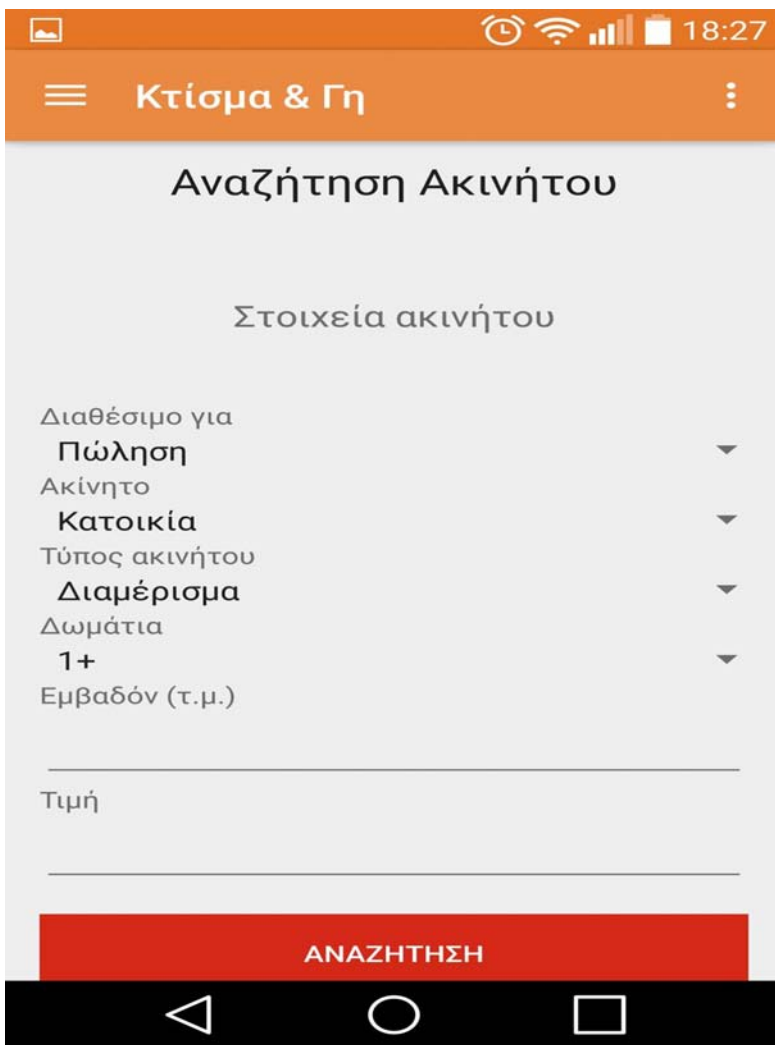 18:27
Κτίσμα & Γη
Αναζήτηση Ακινήτου
Στοιχεία ακινήτου
Διαθέσιμο για
Πώληση
Ακίνητο
Κατοικία
Τύπος ακινήτου
Διαμέρισμα
Δωμάτια
1+
Εμβαδόν (τ.μ.)
Τιμή
ΑΝΑΖΗΤΗΣΗ